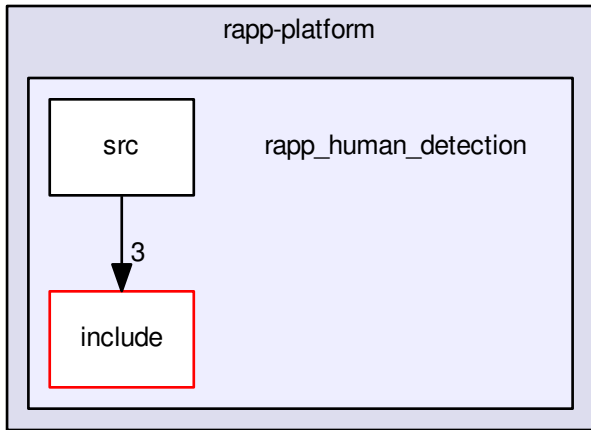 rapp-platform
src
rapp_human_detection
3
include